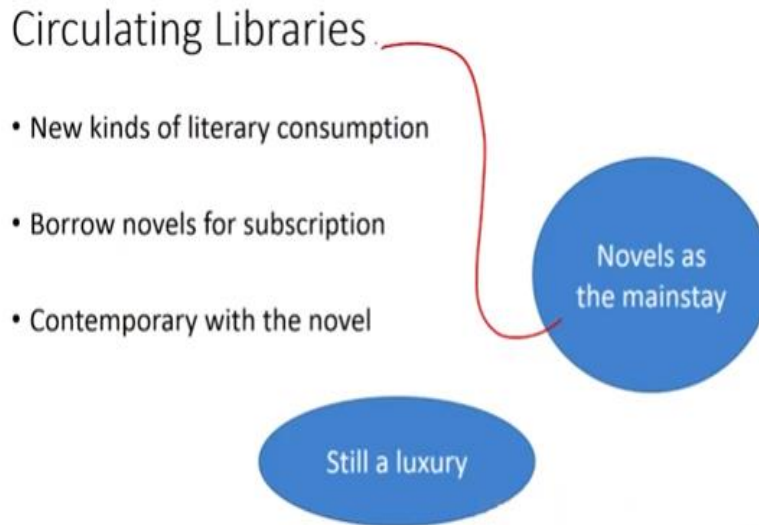 Circulating Libraries
• New kinds of literary consumption
• Borrow novels for subscription
• Contemporary with the novel
Novels as
the mainstay
Still a luxury